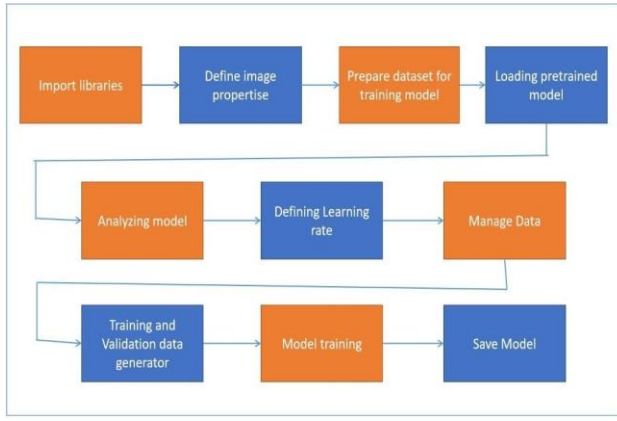 Import libraries
Define image
propertise
Prepare dataset for
training model
Loading pretrained
model
Analyzing model
Defining Learning
rate
Manage Data
Training and
Validation data
generator
Model training
Save Model